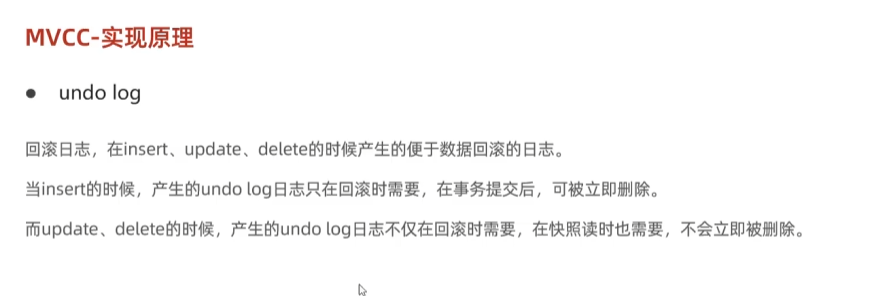 MVCC-实现原理
● undo log
回滚日志，在insert、update、delete的时候产生的便于数据回滚的日志。
当insert的时候，产生的undo log日志只在回滚时需要，在事务提交后，可被立即删除。
而update、delete的时候，产生的undo log日志不仅在回滚时需要，在快照读时也需要，不会立即被删除。